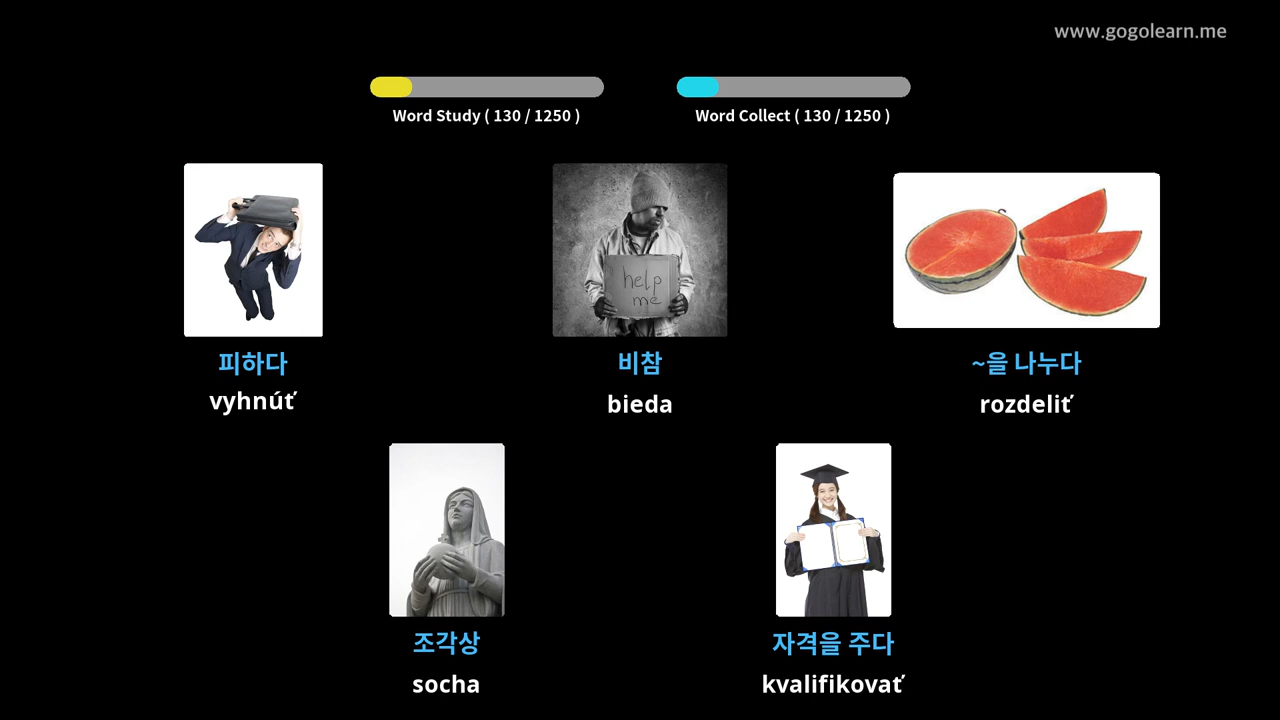 www.gogolearn.me
Word Study ( 130 / 1250 )
Word Collect ( 130 / 1250 )
help
me
피하다
vyhnúť
비참
bieda
~을 나누다
rozdeliť
조각상
socha
자격을 주다
kvalifikovať